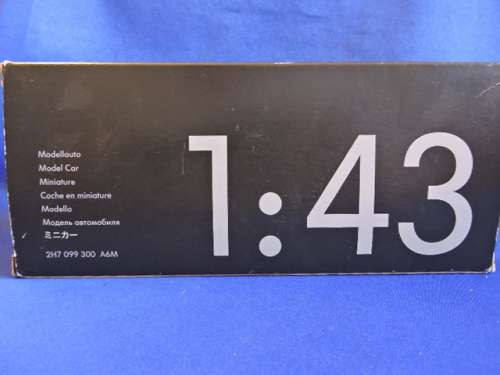 Modellauto
Model Car
Miniature
Coche en miniature
Modello
Модель автомобиля
ミニカー
2H7 099 300 A6M
1:43